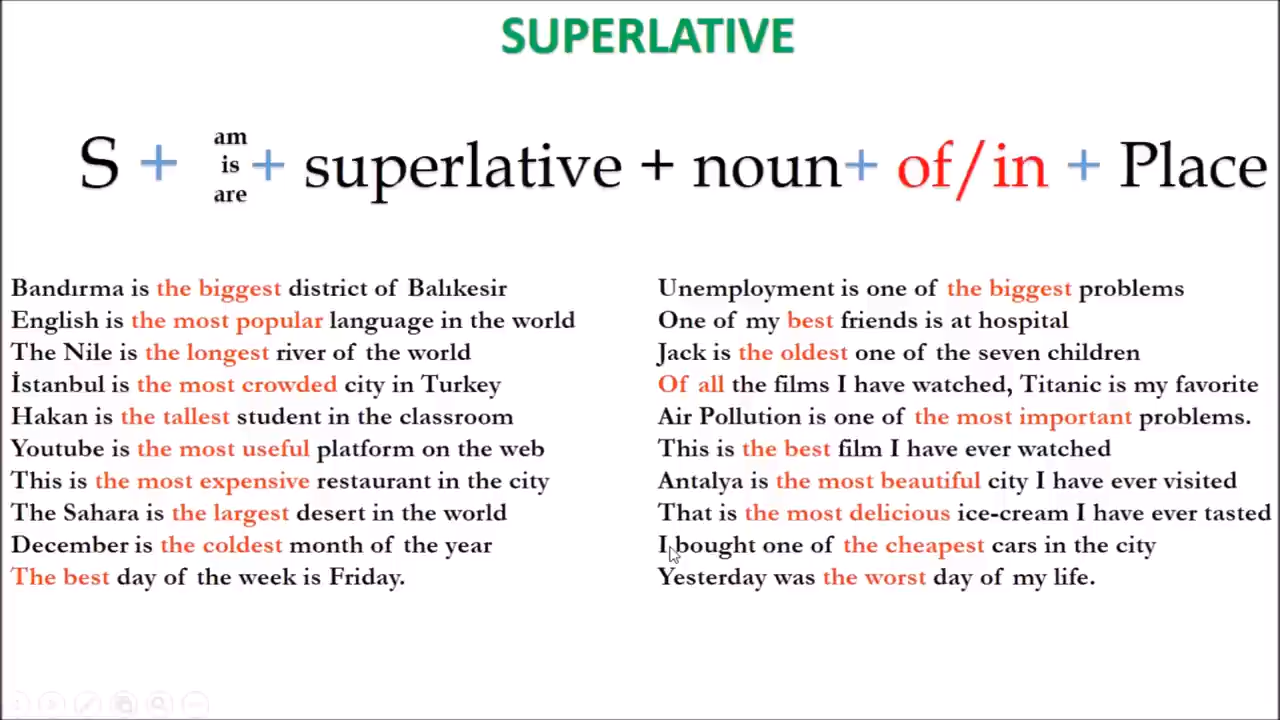 SUPERLATIVE
am
S + is + superlative + noun+ of/in + Place
are
Bandırma is the biggest district of Balıkesir
English is the most popular language in the world
The Nile is the longest river of the world
İstanbul is the most crowded city in Turkey
Hakan is the tallest student in the classroom
Youtube is the most useful platform on the web
This is the most expensive restaurant in the city
The Sahara is the largest desert in the world
December is the coldest month of the year
The best day of the week is Friday.
Unemployment is one of the biggest problems
One of my best friends is at hospital
Jack is the oldest one of the seven children
Of all the films I have watched, Titanic is my favorite
Air Pollution is one of the most important problems.
This is the best film I have ever watched
Antalya is the most beautiful city I have ever visited
That is the most delicious ice-cream I have ever tasted
I bought one of the cheapest cars in the city
Yesterday was the worst day of my life.